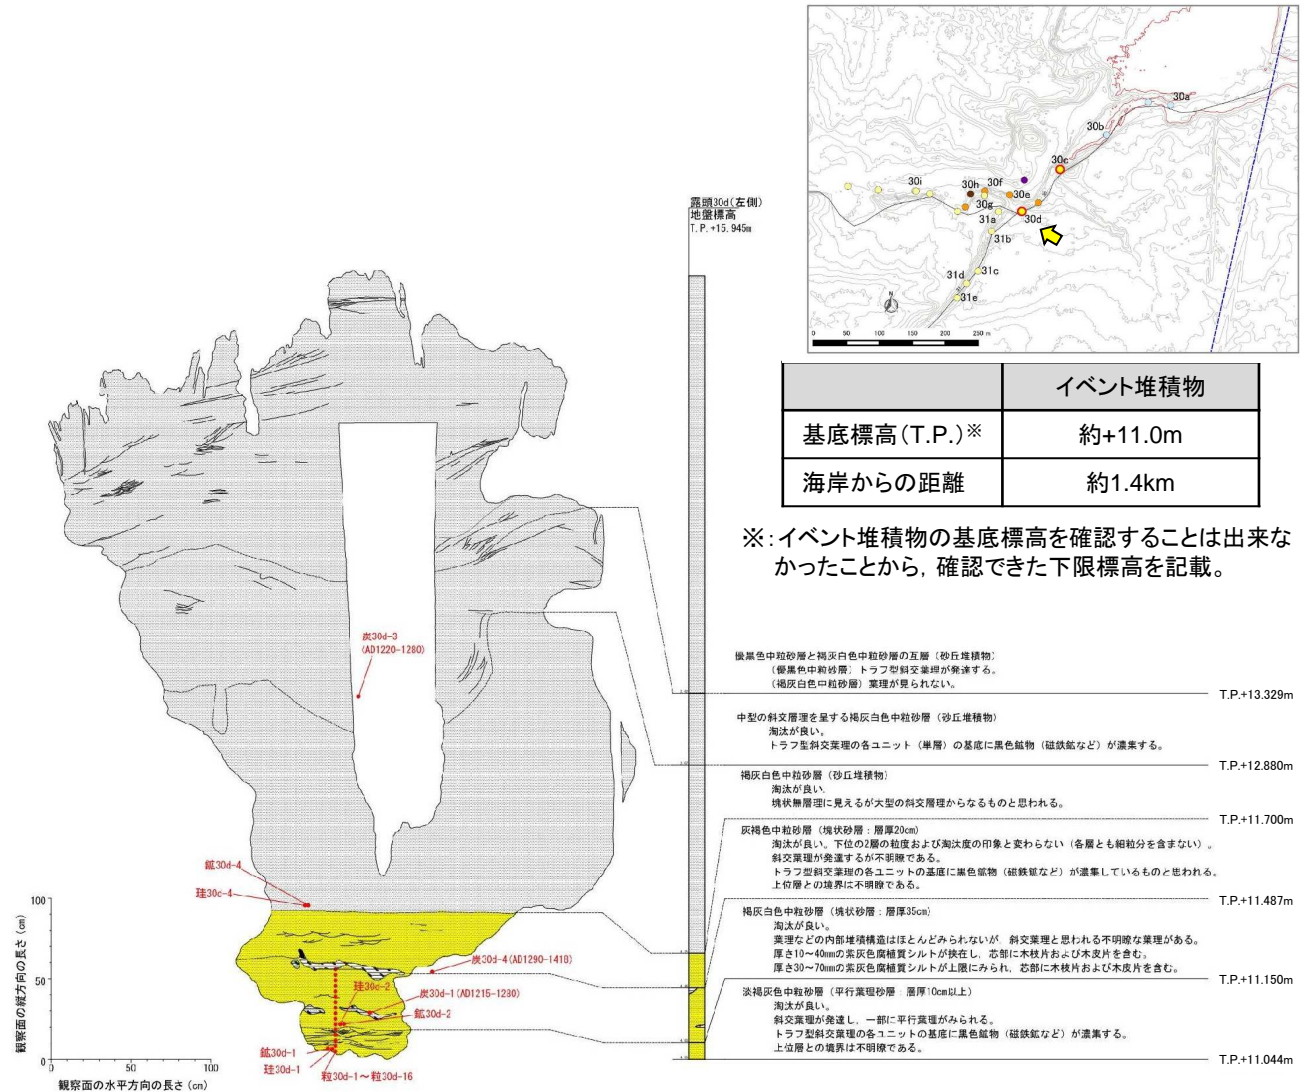 露頭30d(左側)
地盤標高
T.P.+15.945m
30a
30b
30c
30i
30h
30f
30e
30g
30d
31a
31b
31c
31d
31e
N
0 50 100 150 200 250 m
イベント堆積物
基底標高(T.P.)※ 約+11.0m
海岸からの距離 約1.4km
※:イベント堆積物の基底標高を確認することは出来な
かったことから,確認できた下限標高を記載。
炭30d-3
(AD1220-1280)
優黒色中粒砂層と褐灰白色中粒砂層の互層(砂丘堆積物)
(優黒色中粒砂層)トラフ型斜交葉理が発達する。
(褐灰白色中粒砂層)葉理が見られない。
T.P.+13.329m
中型の斜交層理を呈する褐灰白色中粒砂層(砂丘堆積物)
淘汰が良い。
トラフ型斜交葉理の各ユニット(単層)の基底に黒色鉱物(磁鉄鉱など)が濃集する。
T.P.+12.880m
褐灰白色中粒砂層(砂丘堆積物)
淘汰が良い。
塊状無層理に見えるが大型の斜交層理からなるものと思われる。
T.P.+11.700m
灰褐色中粒砂層(塊状砂層:層厚20cm)
淘汰が良い。下位の2層の粒度および淘汰度の印象と変わらない(各層とも細粒分を含まない)。
斜交葉理が発達するが不明瞭である。
トラフ型斜交葉理の各ユニットの基底に黒色鉱物(磁鉄鉱など)が濃集しているものと思われる。
上位層との境界は不明瞭である。
T.P.+11.487m
褐灰白色中粒砂層(塊状砂層:層厚35cm)
淘汰が良い。
葉理などの内部堆積構造はほとんどみられないが、斜交葉理と思われる不明瞭な葉理がある。
厚さ10~40mmの紫灰色腐植質シルトが挟在し、芯部に木枝片および木皮片を含む。
厚さ30~70mmの紫灰色腐植質シルトが上限にみられ、芯部に木枝片および木皮片を含む。
T.P.+11.150m
淡褐灰色中粒砂層(平行葉理砂層:層厚10cm以上)
淘汰が良い。
斜交葉理が発達し、一部に平行葉理がみられる。
トラフ型斜交葉理の各ユニットの基底に黒色鉱物(磁鉄鉱など)が濃集する。
上位層との境界は不明瞭である。
T.P.+11.044m
鉱30d-4
珪30d-4
炭30d-4(AD1290-1418)
珪30d-2
炭30d-1(AD1215-1280)
鉱30d-2
鉱30d-1
珪30d-1
粒30d-1~粒30d-16
100
50
0
観察面の縦方向の長さ(cm)
0 50 100
観察面の水平方向の長さ(cm)